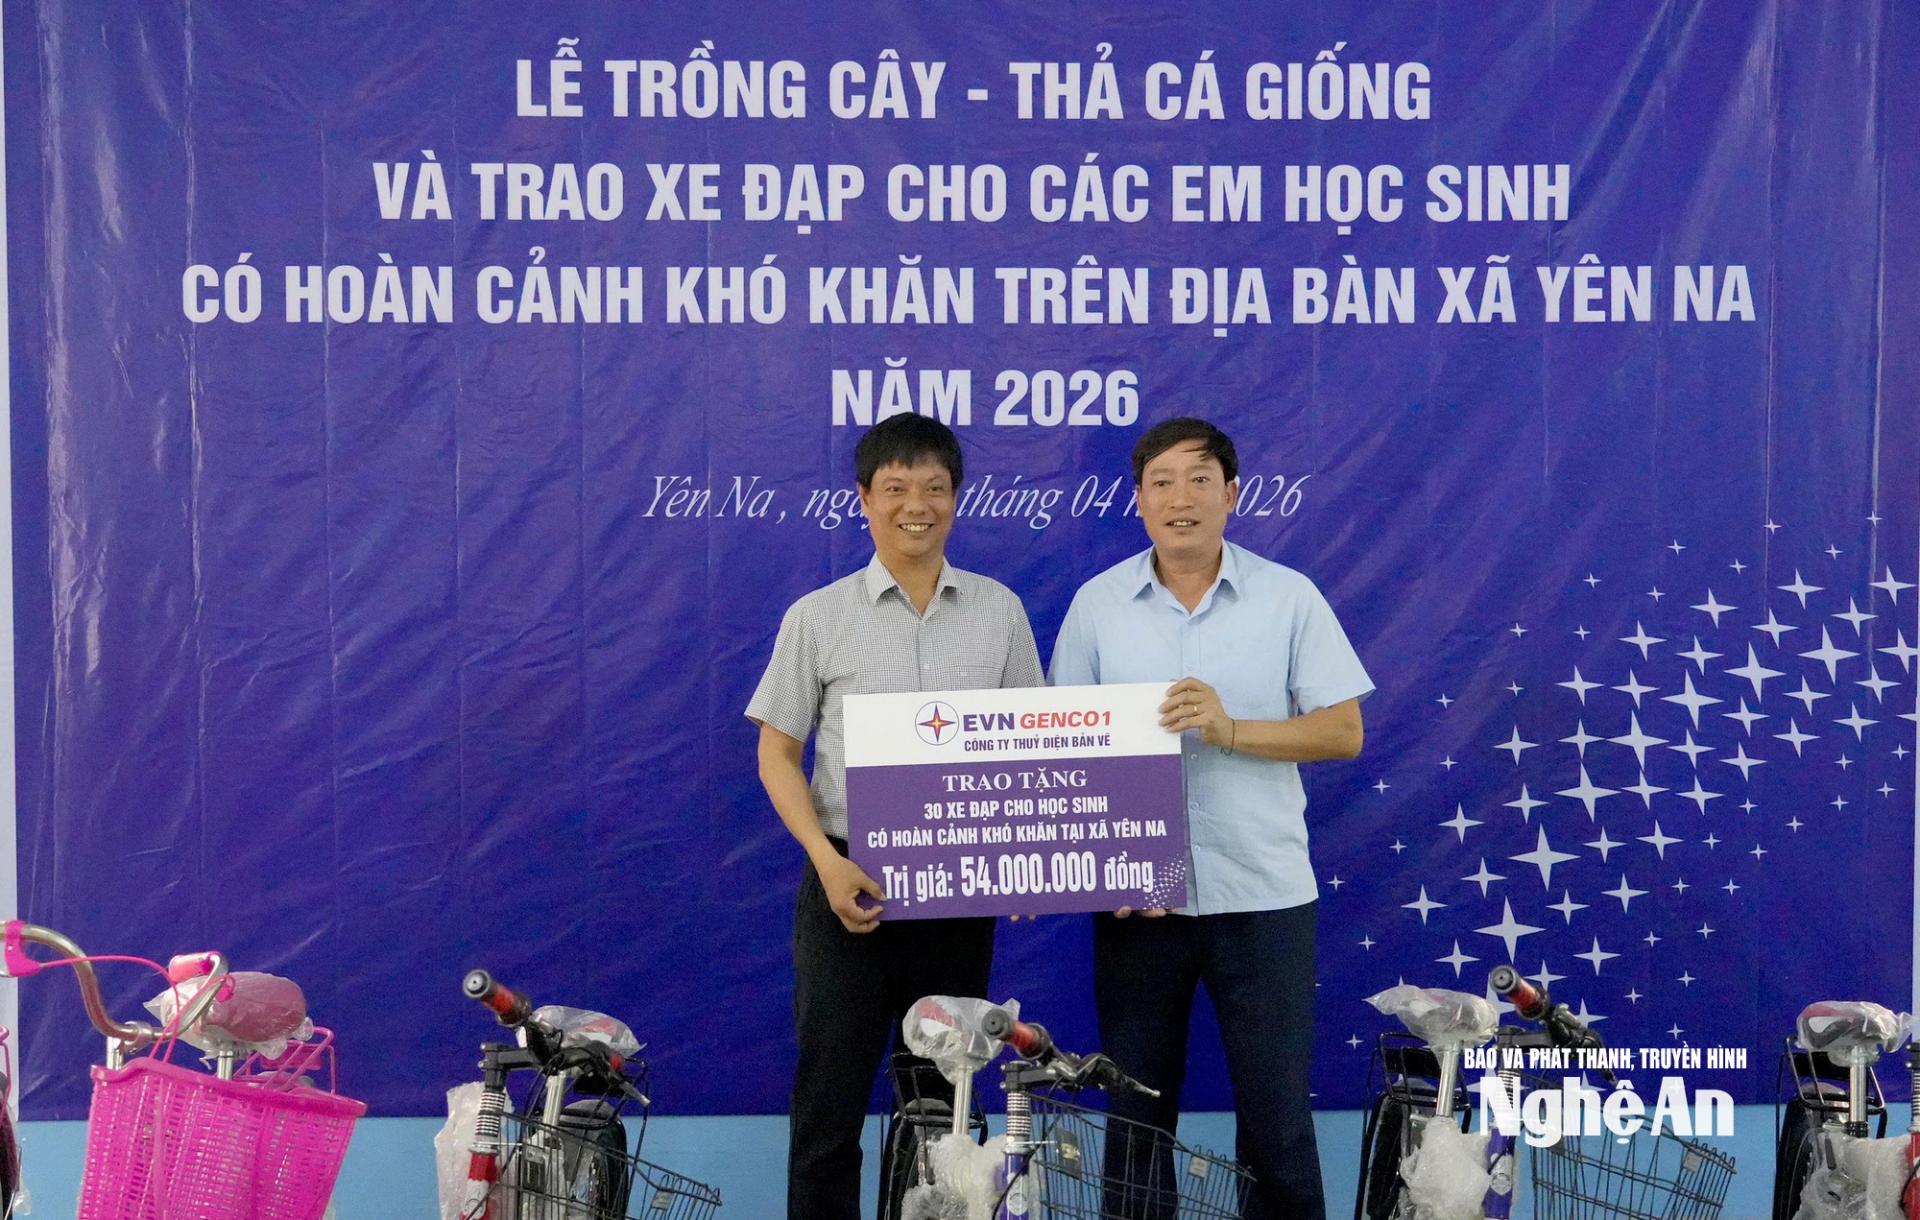 LỄ TRỒNG CÂY - THẢ CÁ GIỐNG
VÀ TRAO XE ĐẠP CHO CÁC EM HỌC SINH
CÓ HOÀN CẢNH KHÓ KHĂN TRÊN ĐỊA BÀN XÃ YÊN NA
NĂM 2026
Yên Na, tháng 04 2026
EVN GENCO1
CÔNG TY THUỶ ĐIỆN BẢN VẼ
TRAO TẶNG
30 XE ĐẠP CHO HỌC SINH
CÓ HOÀN CẢNH KHÓ KHĂN TẠI XÃ YÊN NA
Trị giá: 54.000.000 đồng
BÁO VÀ PHÁT THANH, TRUYỀN HÌNH
Nghệ An